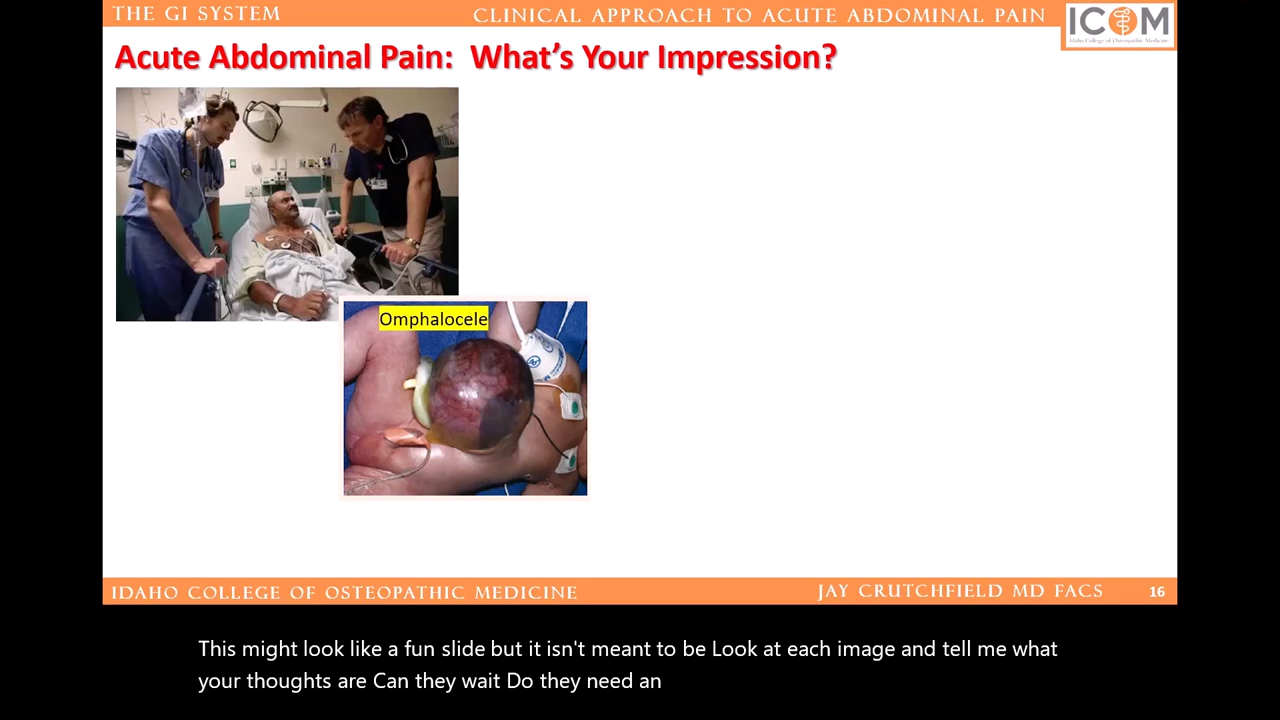 THE GI SYSTEM
CLINICAL APPROACH TO ACUTE ABDOMINAL PAIN
ICOM
Idaho College of Osteopathic Medicine
Acute Abdominal Pain:  What's Your Impression?
Omphalocele
IDAHO COLLEGE OF OSTEOPATHIC MEDICINE
JAY CRUTCHFIELD MD FACS
16
This might look like a fun slide but it isn't meant to be Look at each image and tell me what
your thoughts are Can they wait Do they need an